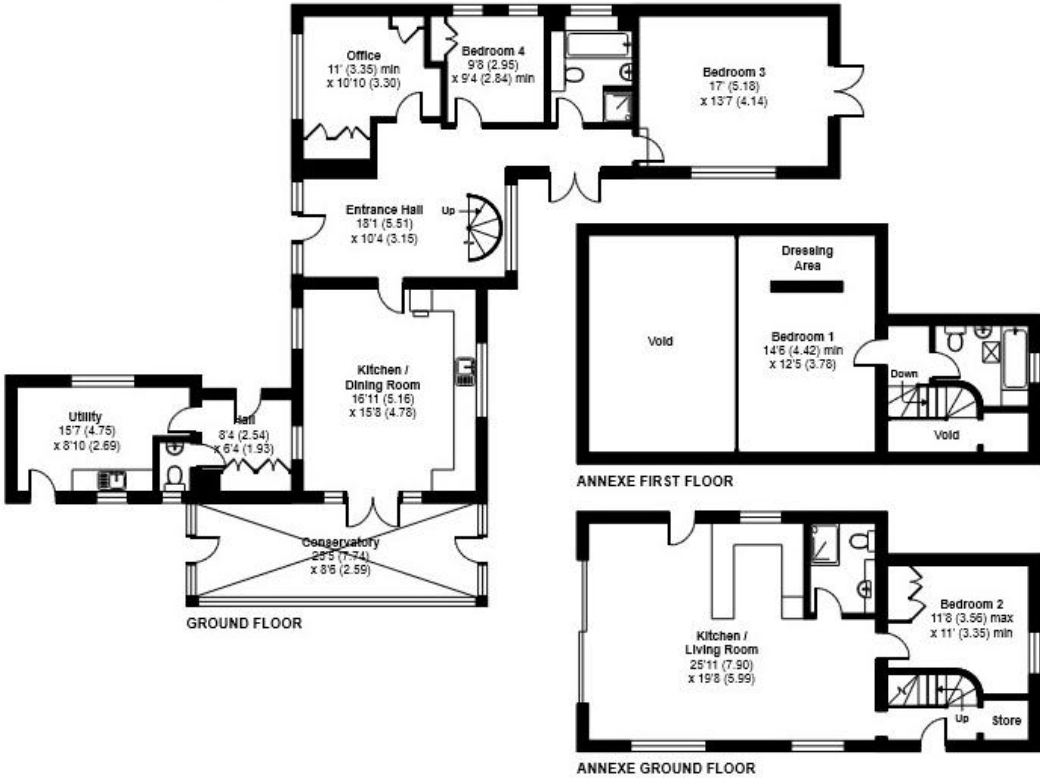 Office
11' (3.35) min
x 10'10 (3.30)
Bedroom 4
9'8 (2.95)
x 9'4 (2.84) min
Bedroom 3
17' (5.18)
x 13'7 (4.14)
Entrance Hall
18'1 (5.51)
x 10'4 (3.15)
Up
Kitchen /
Dining Room
16'11 (5.16)
x 15'8 (4.78)
Utility
15'7 (4.75)
x 8'10 (2.69)
Hall
8'4 (2.54)
x 6'4 (1.93)
Conservatory
25'5 (7.74)
x 8'6 (2.59)
GROUND FLOOR
Void
Dressing
Area
Bedroom 1
14'6 (4.42) min
x 12'5 (3.78)
Down
Void
ANNEXE FIRST FLOOR
Kitchen /
Living Room
25'11 (7.90)
x 19'8 (5.99)
Bedroom 2
11'8 (3.56) max
x 11' (3.35) min
Up
Store
ANNEXE GROUND FLOOR